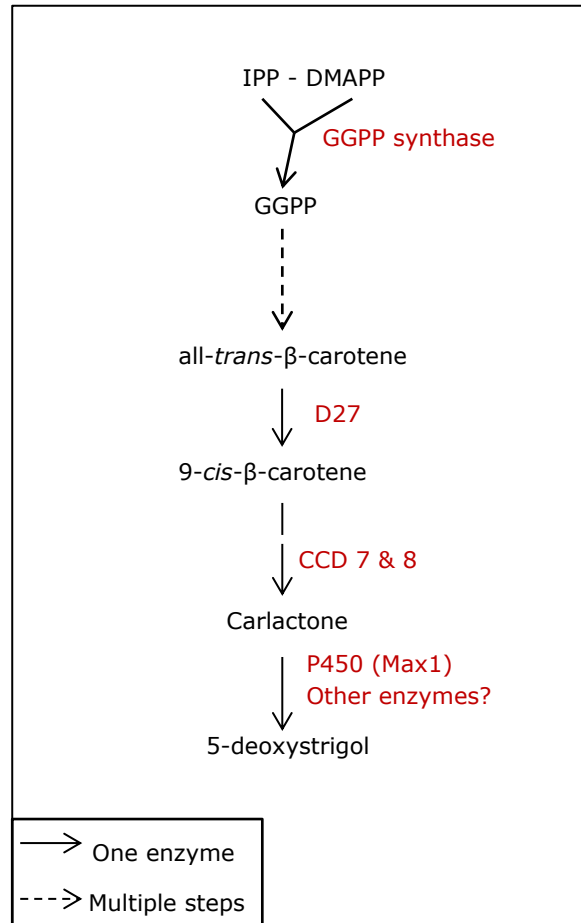 IPP - DMAPP
GGPP synthase
GGPP
all-trans-β-carotene
D27
9-cis-β-carotene
CCD 7 & 8
Carlactone
P450 (Max1)
Other enzymes?
5-deoxystrigol
One enzyme
Multiple steps